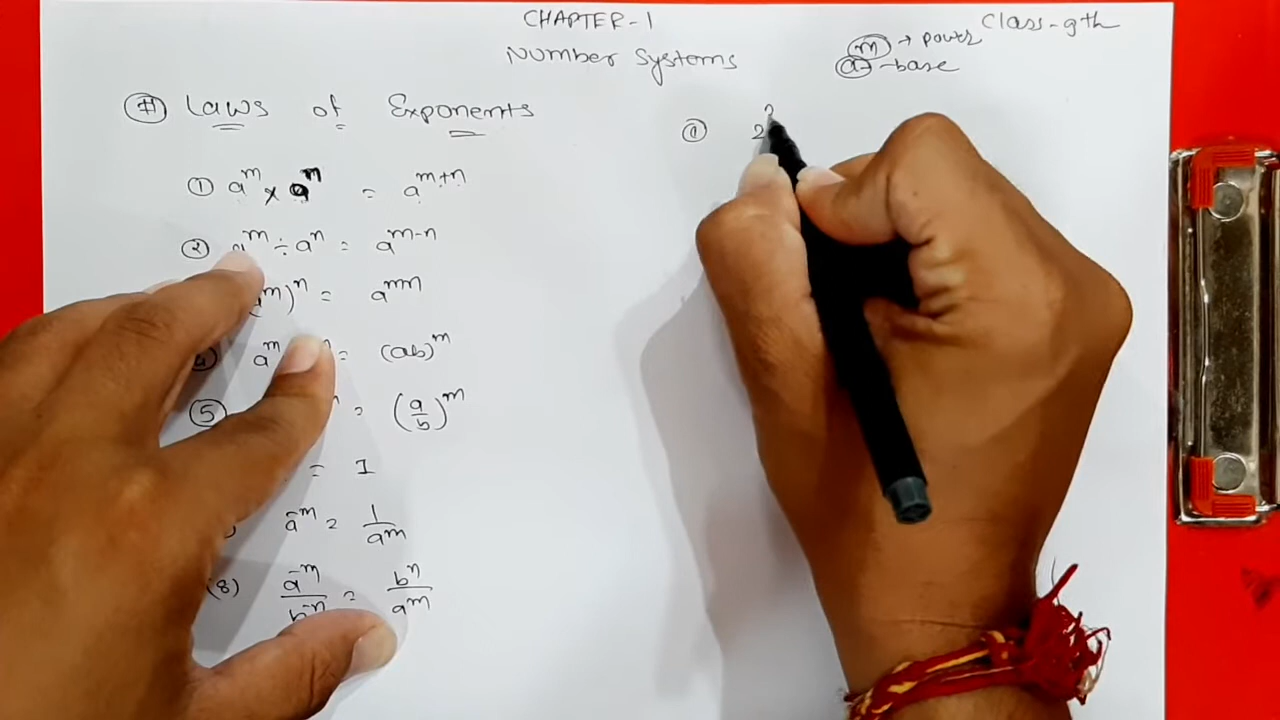 CHAPTER-1
Class-9th
Number Systems
m → power
a → base
# Laws of Exponents
① a^m × a^n = a^(m+n)
② a^m ÷ a^n = a^(m-n)
m)^n = a^(mn)
a^m = (ab)^m
⑤ = (a/b)^m
= 1
a^-m = 1/a^m
(8) a^-m/b^-n = b^n/a^m
① 2